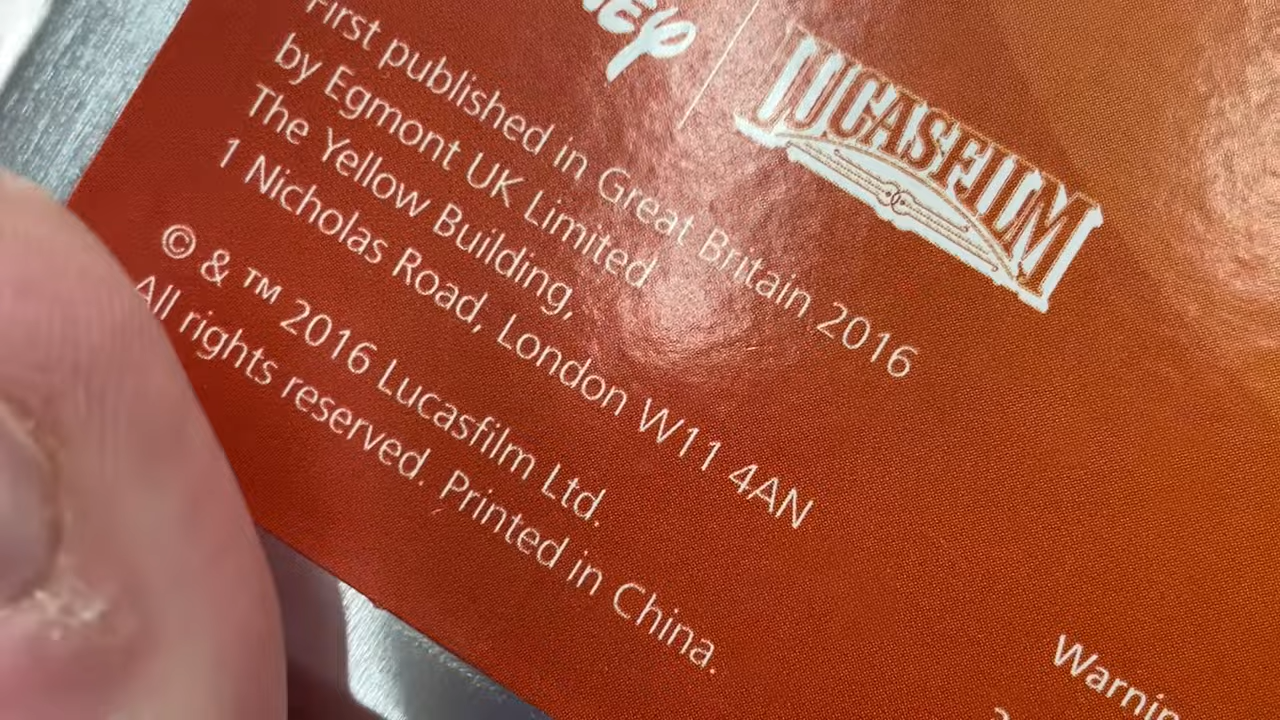 LUCASFILM
First published in Great Britain 2016
by Egmont UK Limited
The Yellow Building,
1 Nicholas Road, London W11 4AN
© & ™ 2016 Lucasfilm Ltd.
All rights reserved. Printed in China.